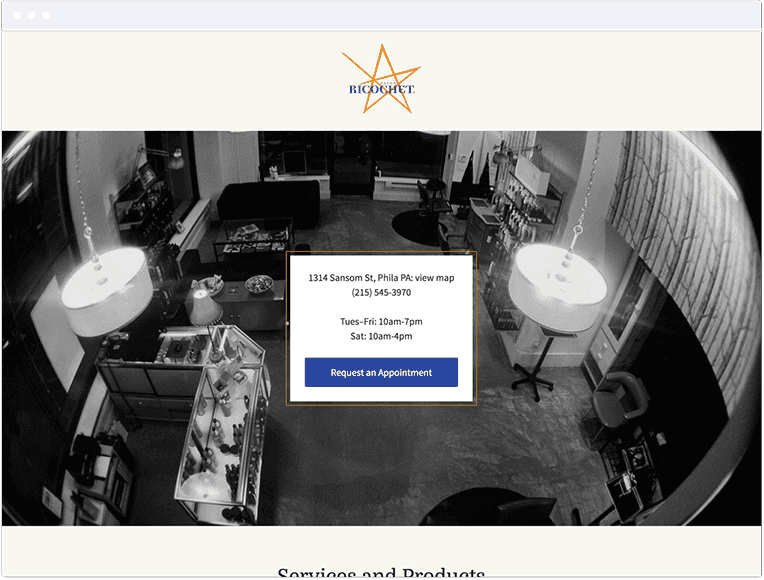 SALON
RICOCHET.
1314 Sansom St, Phila PA: view map
(215) 545-3970
Tues–Fri: 10am-7pm
Sat: 10am-4pm
Request an Appointment
Services and Products